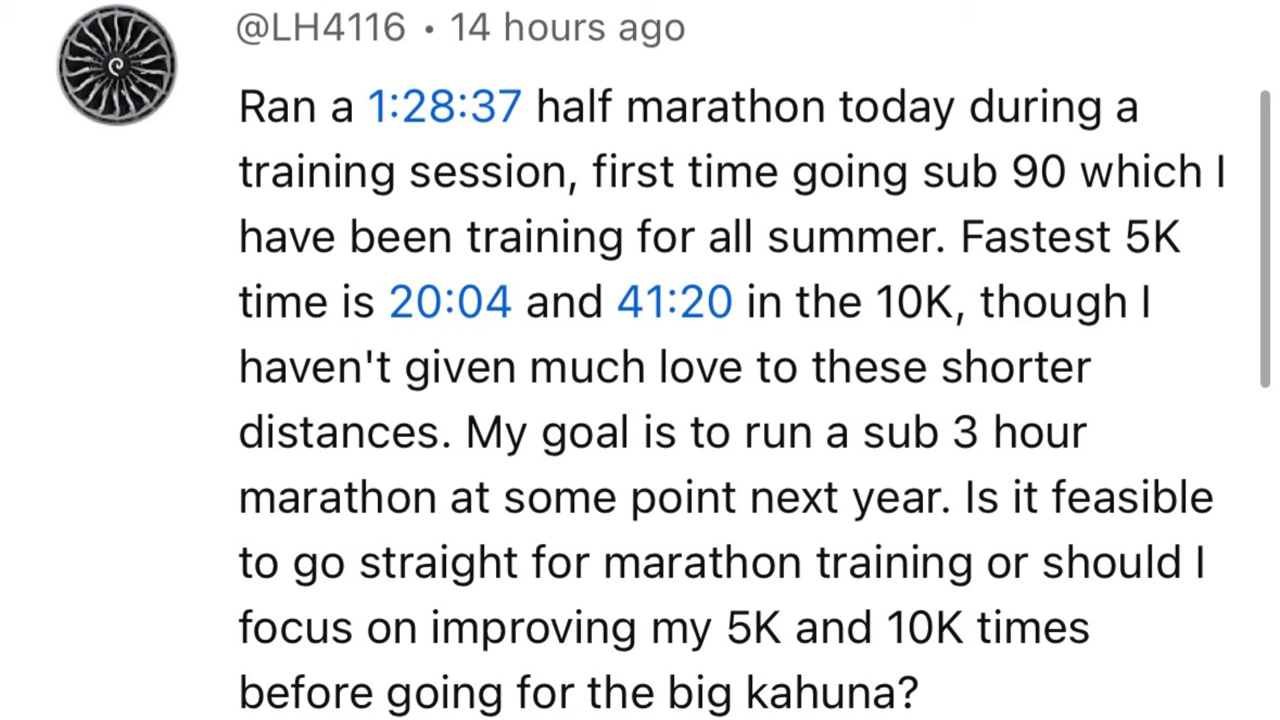 @LH4116 • 14 hours ago
Ran a 1:28:37 half marathon today during a
training session, first time going sub 90 which I
have been training for all summer. Fastest 5K
time is 20:04 and 41:20 in the 10K, though I
haven't given much love to these shorter
distances. My goal is to run a sub 3 hour
marathon at some point next year. Is it feasible
to go straight for marathon training or should I
focus on improving my 5K and 10K times
before going for the big kahuna?